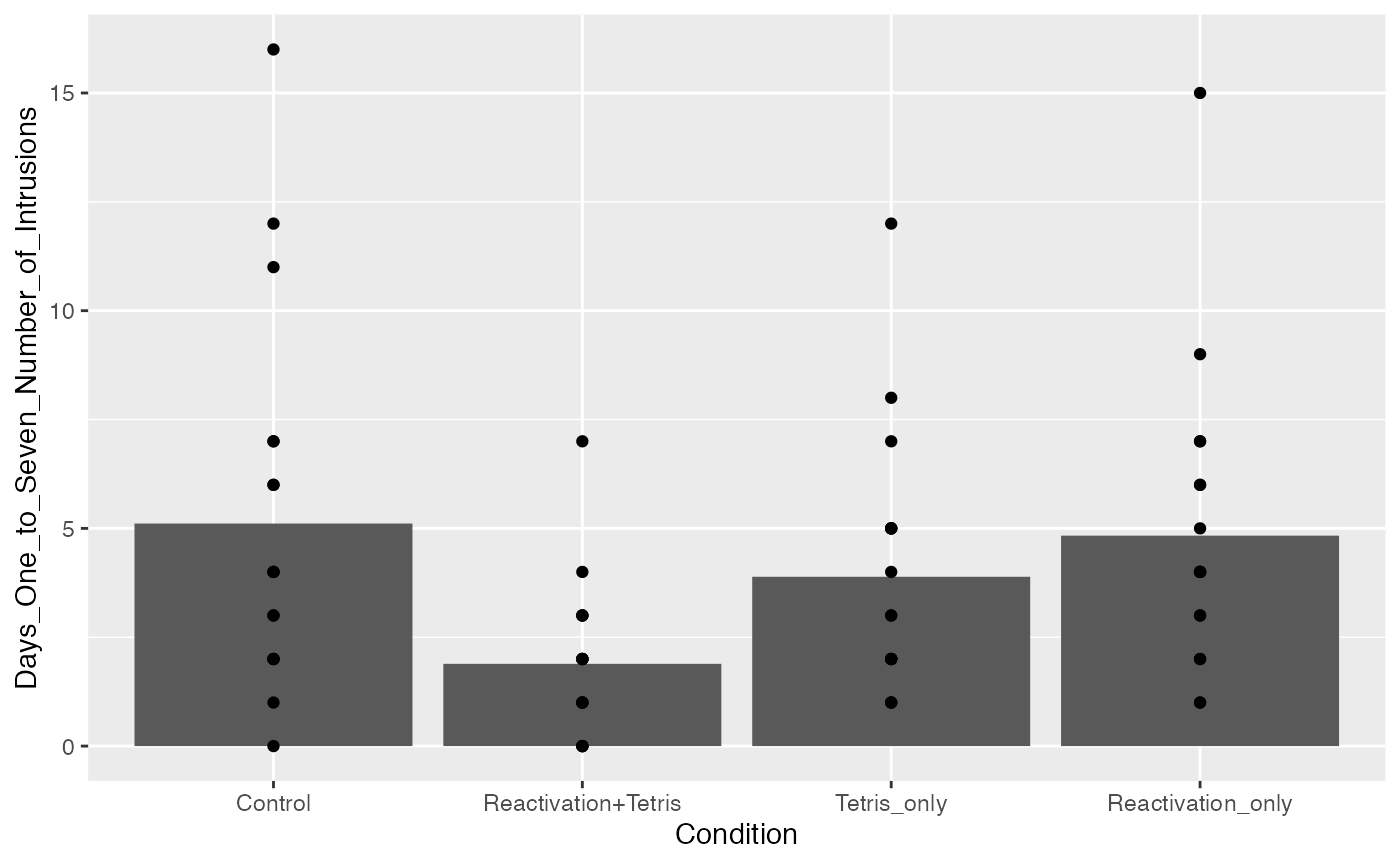 Days_One_to_Seven_Number_of_Intrusions
15
10
5
0
Control Reactivation+Tetris Tetris_only Reactivation_only
Condition